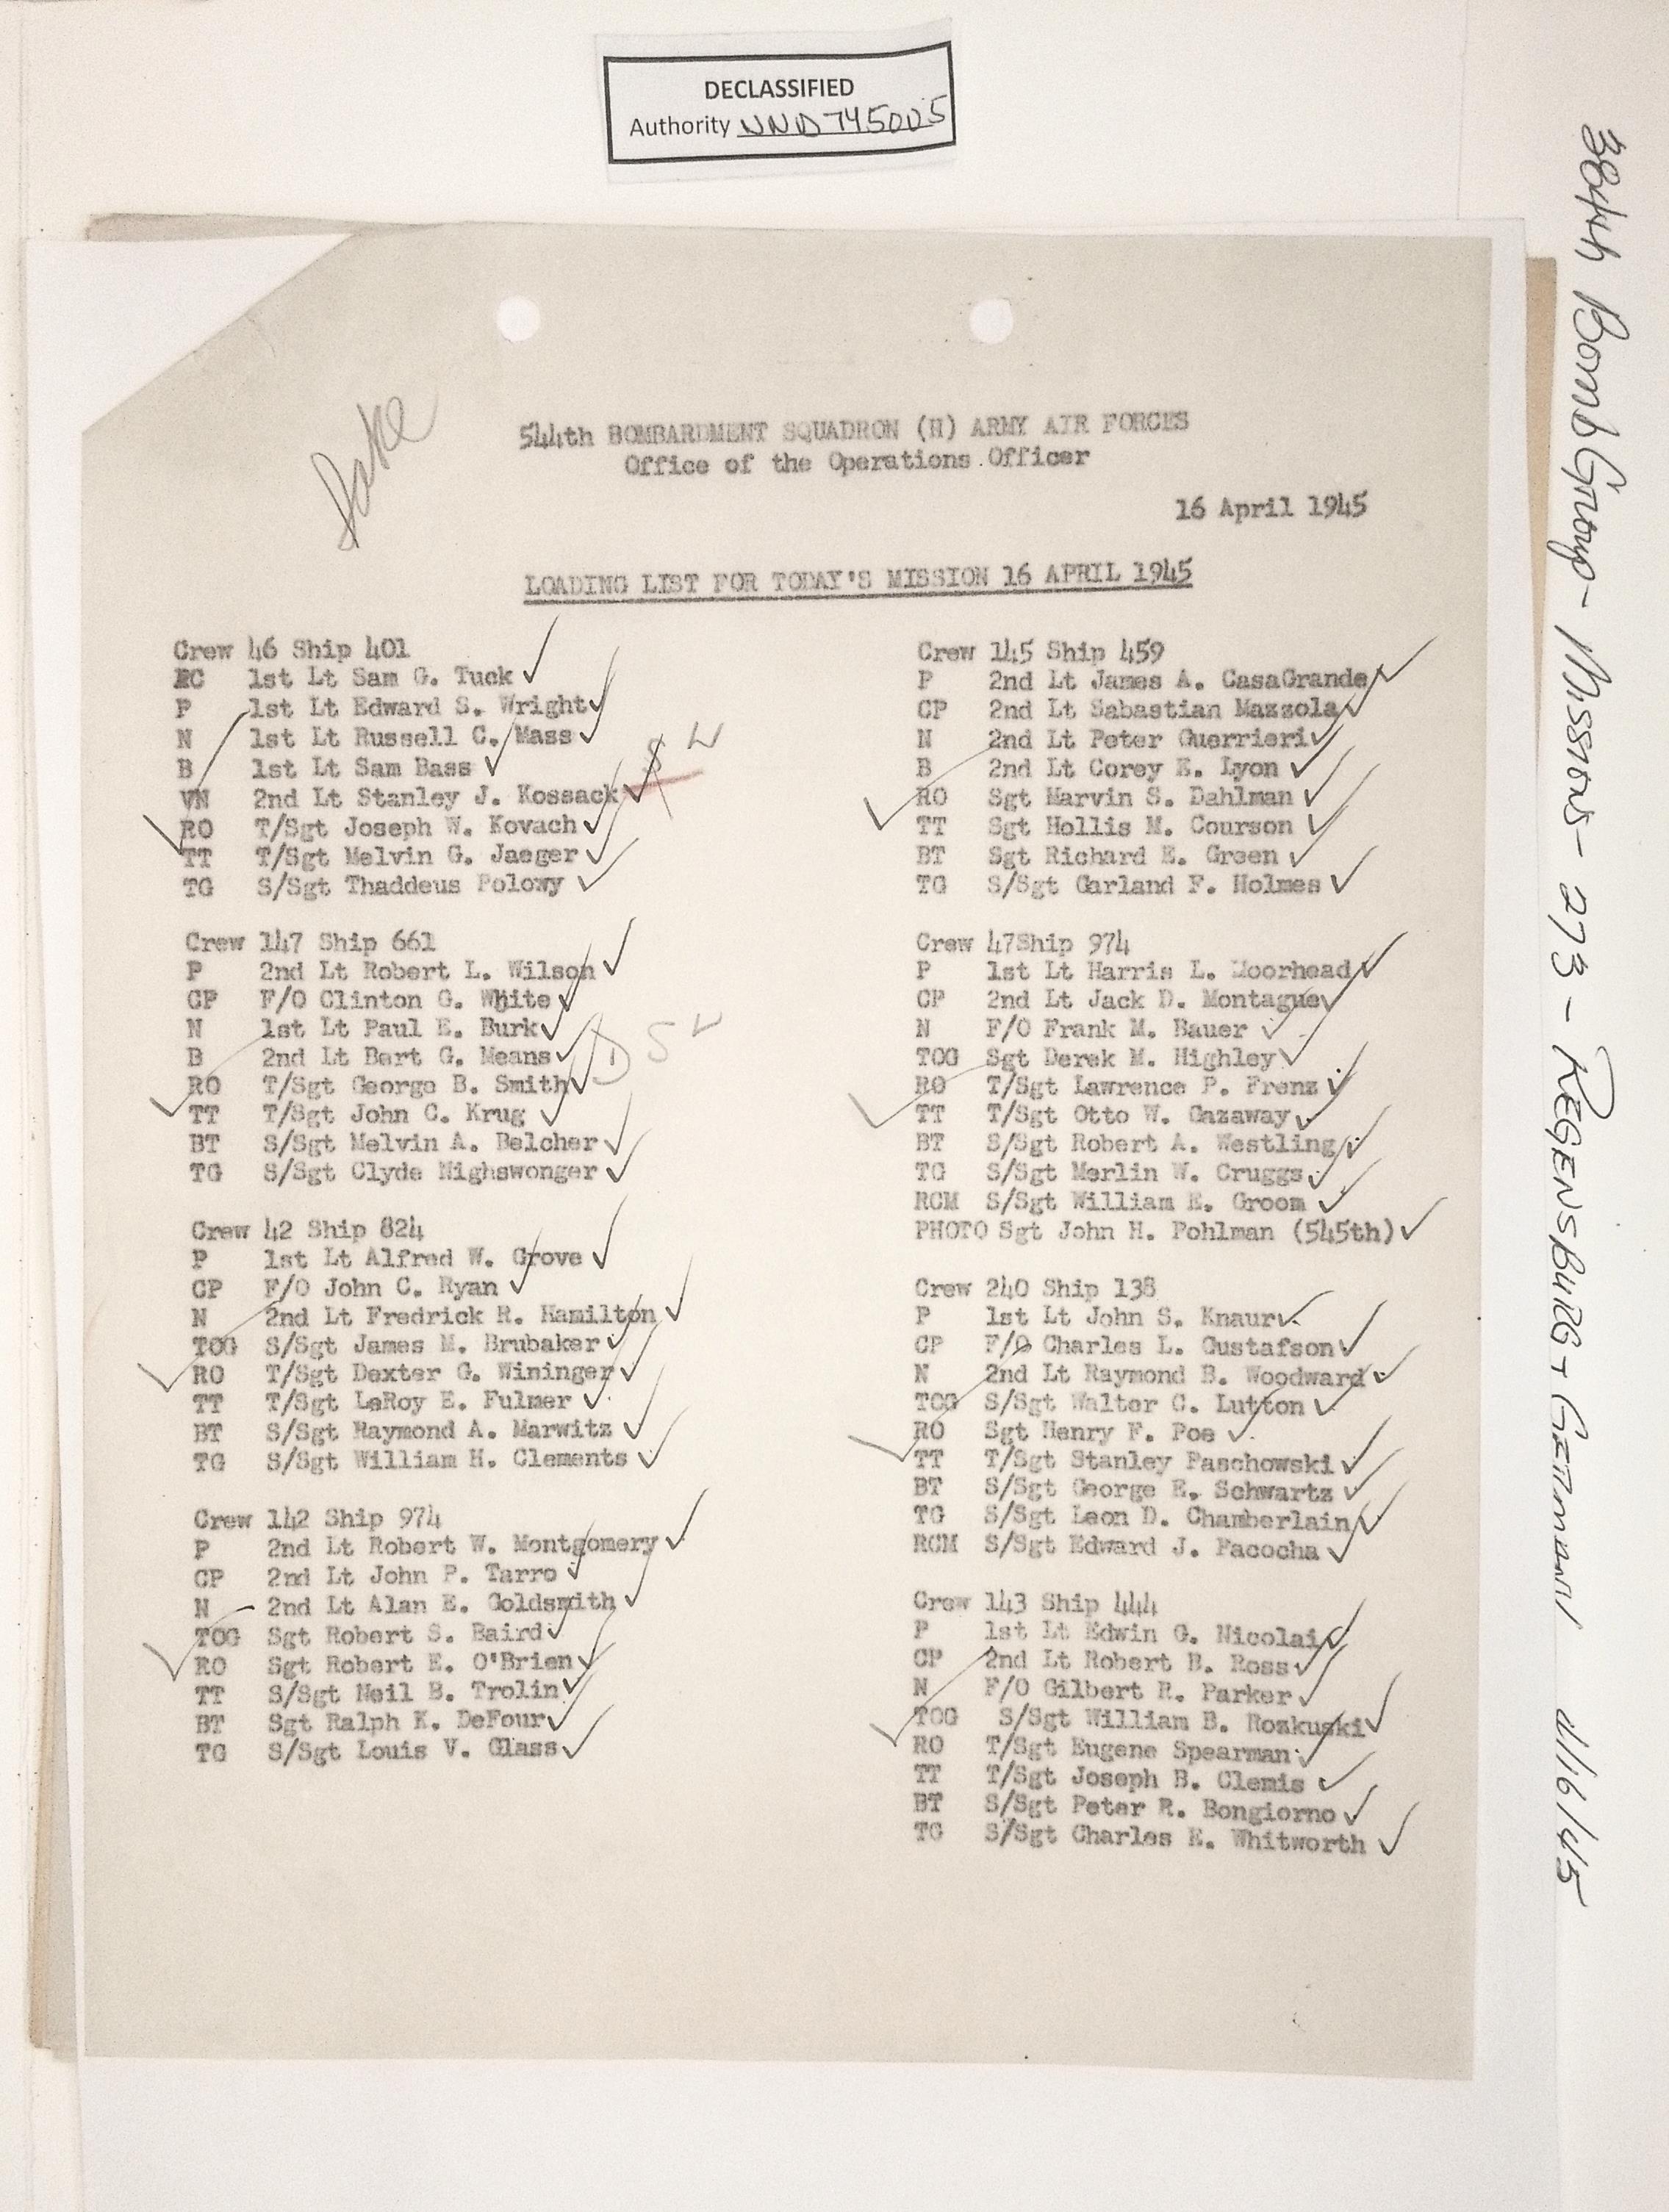 DECLASSIFIED
Authority NND 745005
384th Bomb Group - Missions - 273 - REGENSBURG, Germany 4/16/45
544th BOMBARDMENT SQUADRON (H) ARMY AIR FORCES
Office of the Operations Officer
16 April 1945
LOADING LIST FOR TODAY'S MISSION 16 APRIL 1945
Crew 46 Ship 401
RC 1st Lt Sam G. Tuck
P 1st Lt Edward S. Wright
N 1st Lt Russell C. Mass
B 1st Lt Sam Bass
VN 2nd Lt Stanley J. Kossack
RO T/Sgt Joseph W. Kovach
TT T/Sgt Melvin G. Jaeger
TG S/Sgt Thaddeus Polowy
Crew 147 Ship 661
P 2nd Lt Robert L. Wilson
CP F/O Clinton G. White
N 1st Lt Paul E. Burk
B 2nd Lt Bert G. Means
RO T/Sgt George B. Smith
TT T/Sgt John C. Krug
BT S/Sgt Melvin A. Belcher
TG S/Sgt Clyde Nighswonger
Crew 42 Ship 824
P 1st Lt Alfred W. Grove
CP F/O John C. Ryan
N 2nd Lt Fredrick R. Hamilton
TOG S/Sgt James M. Brubaker
RO T/Sgt Dexter G. Wininger
TT T/Sgt LeRoy E. Fulmer
BT S/Sgt Raymond A. Marwitz
TG S/Sgt William H. Clements
Crew 142 Ship 974
P 2nd Lt Robert W. Montgomery
CP 2nd Lt John P. Tarro
N 2nd Lt Alan E. Goldsmith
TOG Sgt Robert S. Baird
RO Sgt Robert E. O'Brien
TT S/Sgt Neil B. Trolin
BT Sgt Ralph K. DeFour
TG S/Sgt Louis V. Glass
Crew 145 Ship 459
P 2nd Lt James A. CasaGrande
CP 2nd Lt Sabastian Mazzola
N 2nd Lt Peter Guerrieri
B 2nd Lt Corey E. Lyon
RO Sgt Marvin S. Dahlman
TT Sgt Hollis M. Courson
BT Sgt Richard E. Green
TG S/Sgt Garland F. Holmes
Crew 47Ship 974
P 1st Lt Harris L. Moorhead
CP 2nd Lt Jack D. Montague
N F/O Frank M. Bauer
TOG Sgt Derek M. Highley
RO T/Sgt Lawrence P. Frenz
TT T/Sgt Otto W. Gazaway
BT S/Sgt Robert A. Westling
TG S/Sgt Merlin W. Cruggs
RCM S/Sgt William E. Groom
PHOTO Sgt John H. Pohlman (545th)
Crew 240 Ship 138
P 1st Lt John S. Knaur
CP F/O Charles L. Gustafson
N 2nd Lt Raymond B. Woodward
TOG S/Sgt Walter C. Lutton
RO Sgt Henry F. Poe
TT T/Sgt Stanley Paschowski
BT S/Sgt George E. Schwartz
TG S/Sgt Leon D. Chamberlain
RCM S/Sgt Edward J. Pacocha
Crew 143 Ship 444
P 1st Lt Edwin G. Nicolai
CP 2nd Lt Robert B. Ross
N F/O Gilbert R. Parker
TOG S/Sgt William B. Rozkuski
RO T/Sgt Eugene Spearman
TT T/Sgt Joseph B. Clemis
BT S/Sgt Peter R. Bongiorno
TG S/Sgt Charles E. Whitworth